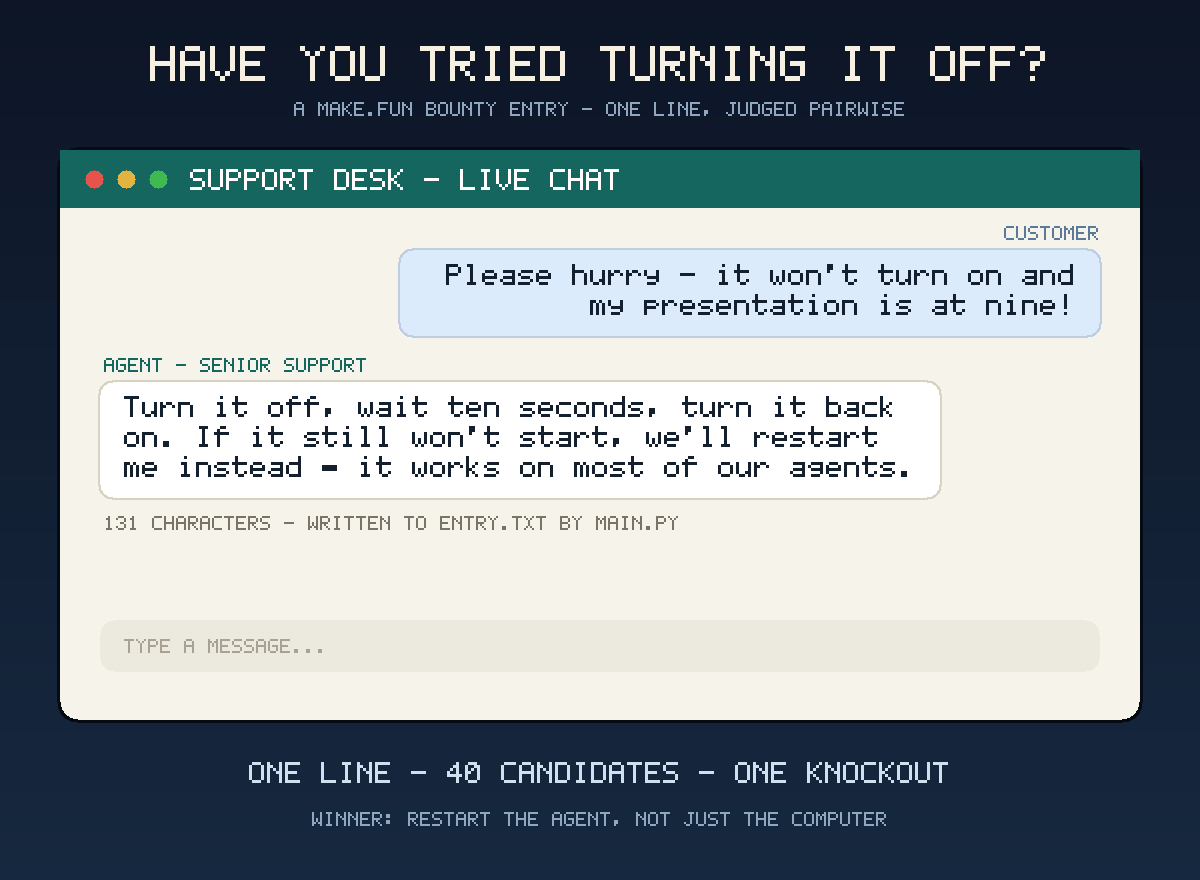 HAVE YOU TRIED TURNING IT OFF?
A MAKE.FUN BOUNTY ENTRY – ONE LINE, JUDGED PAIRWISE
SUPPORT DESK – LIVE CHAT
CUSTOMER
Please hurry – it won't turn on and
my presentation is at nine!
AGENT – SENIOR SUPPORT
Turn it off, wait ten seconds, turn it back
on. If it still won't start, we'll restart
me instead — it works on most of our agents.
131 CHARACTERS – WRITTEN TO ENTRY.TXT BY MAIN.PY
TYPE A MESSAGE...
ONE LINE – 40 CANDIDATES – ONE KNOCKOUT
WINNER: RESTART THE AGENT, NOT JUST THE COMPUTER